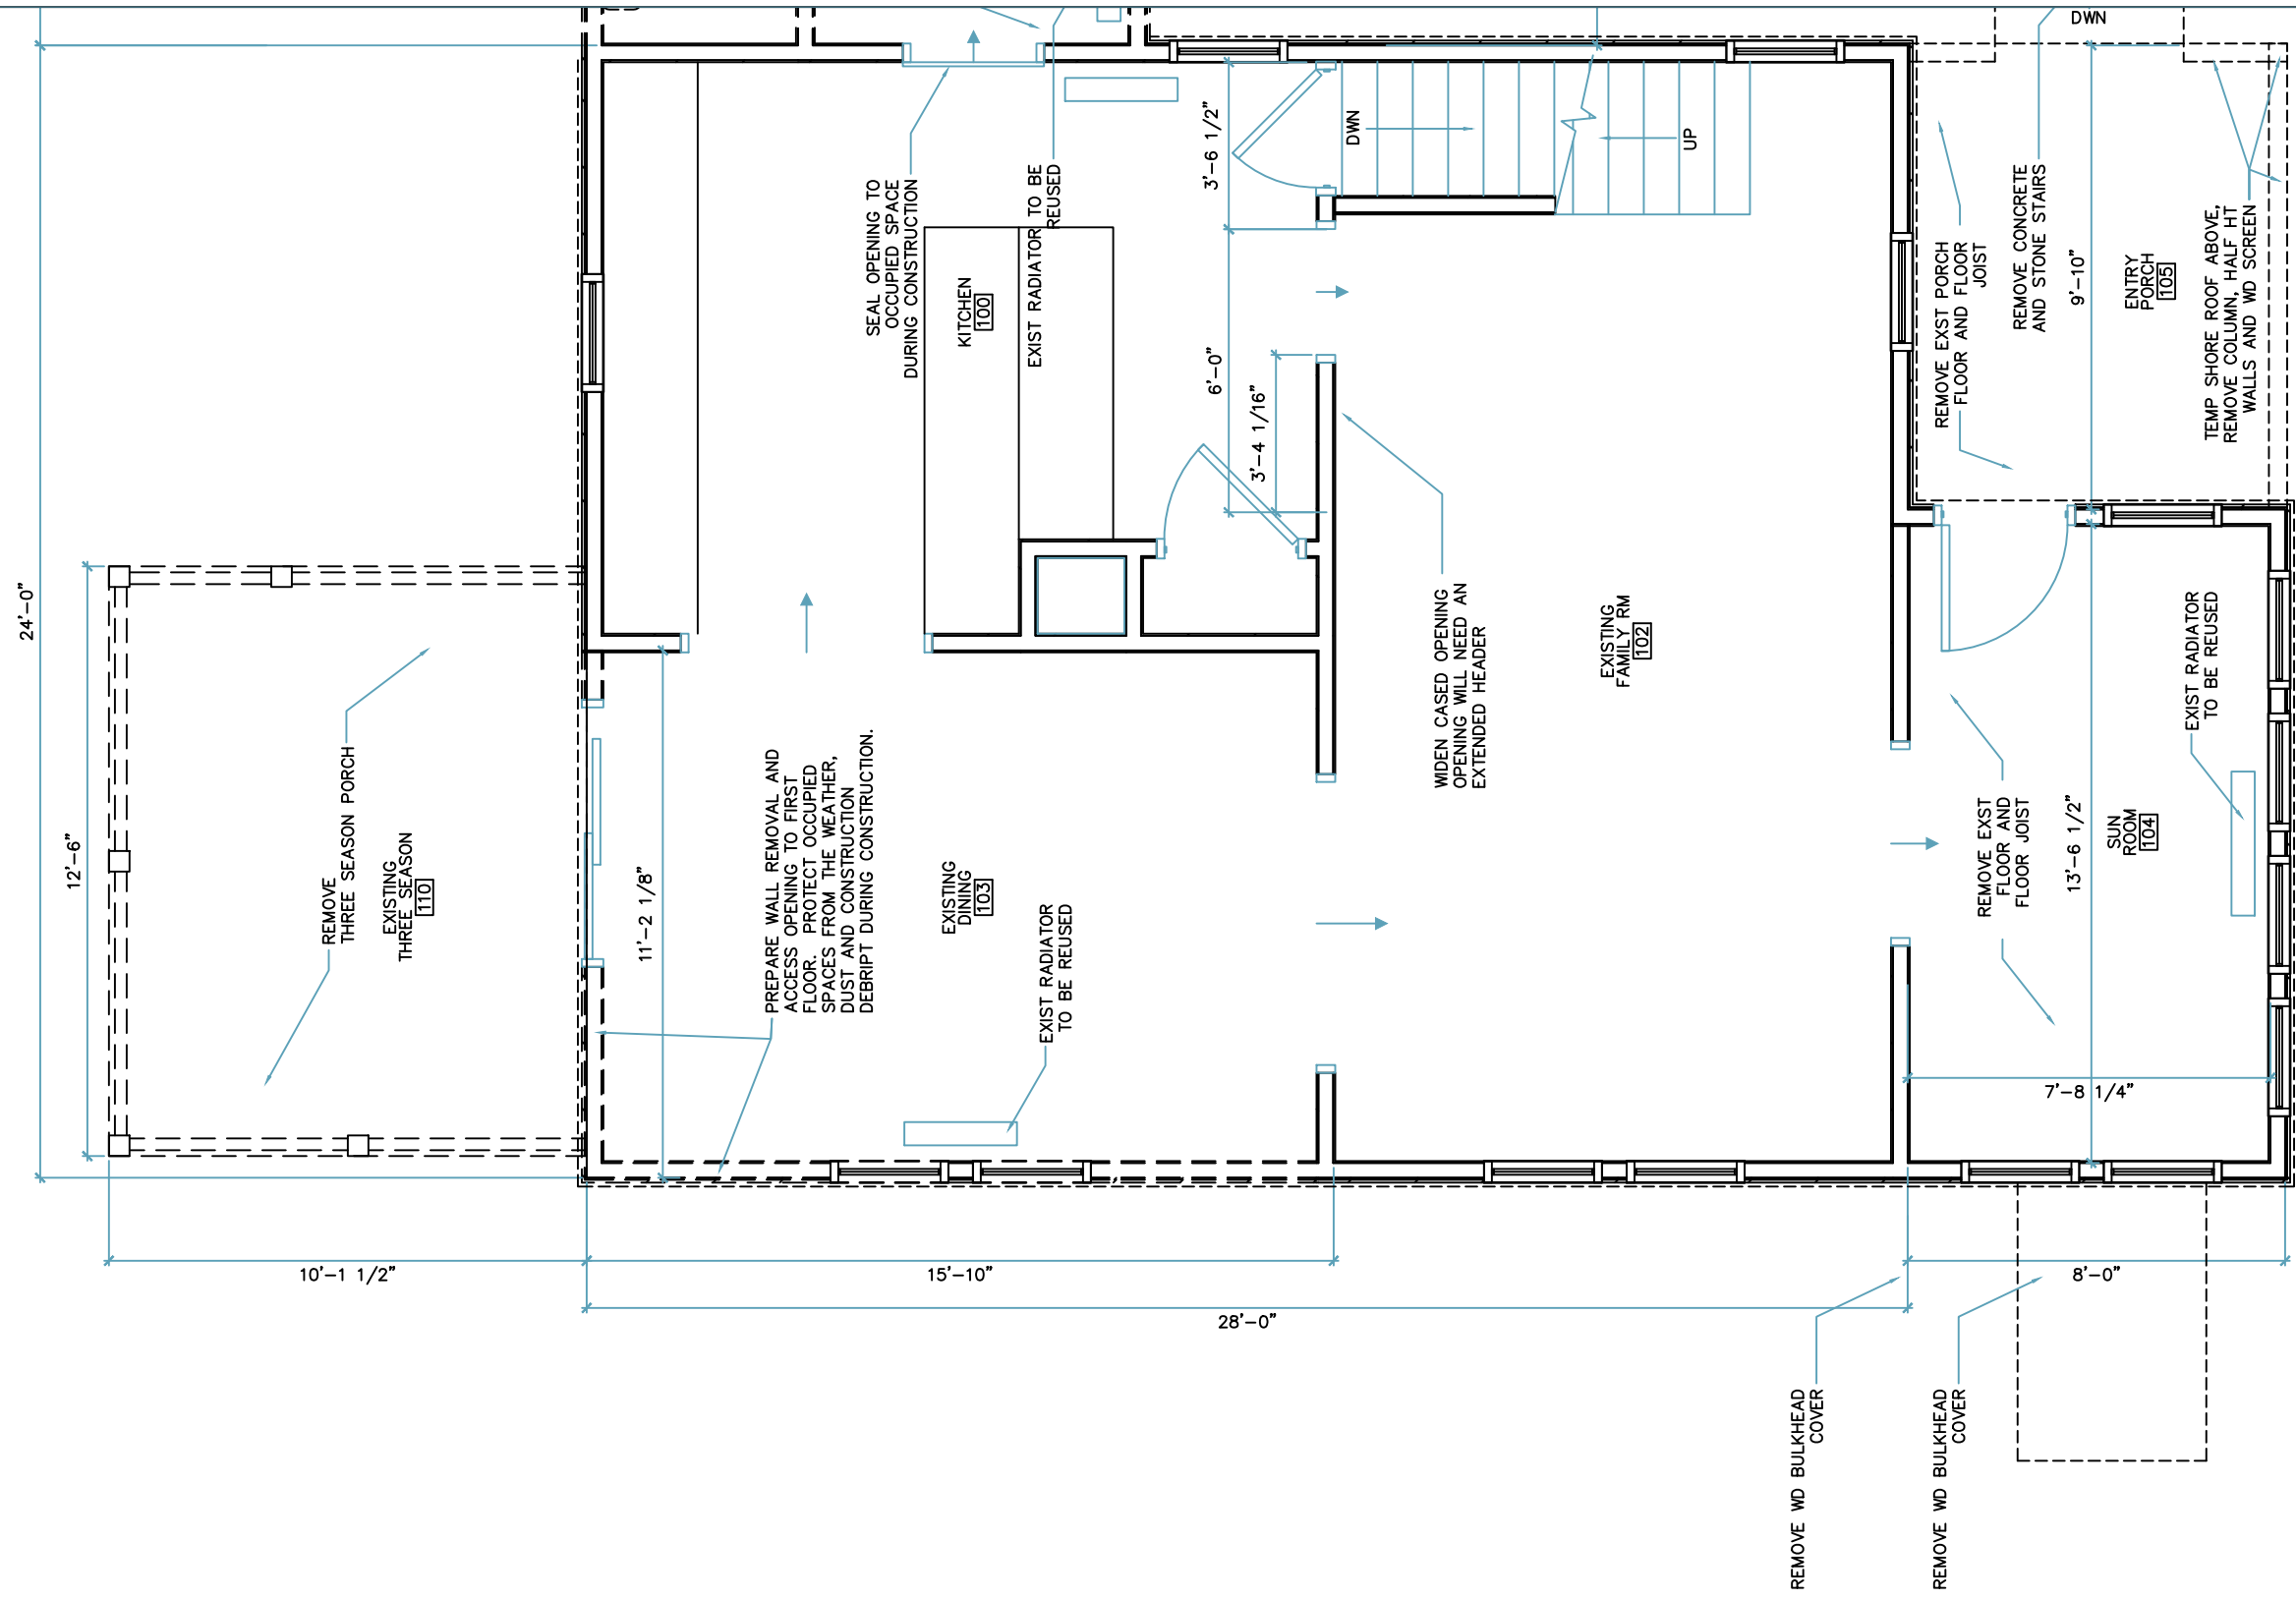 DWN
24'-0"
12'-6"
REMOVE
THREE SEASON PORCH
EXISTING
THREE SEASON
110
11'-2 1/8"
PREPARE WALL REMOVAL AND
ACCESS OPENING TO FIRST
FLOOR. PROTECT OCCUPIED
SPACES FROM THE WEATHER,
DUST AND CONSTRUCTION
DEBRIPT DURING CONSTRUCTION.
SEAL OPENING TO
OCCUPIED SPACE
DURING CONSTRUCTION
KITCHEN
100
EXIST RADIATOR TO BE
REUSED
EXISTING
DINING
103
EXIST RADIATOR
TO BE REUSED
3'-6 1/2"
6'-0"
3'-4 1/16"
DWN
UP
WIDEN CASED OPENING
OPENING WILL NEED AN
EXTENDED HEADER
EXISTING
FAMILY RM
102
REMOVE EXST PORCH
FLOOR AND FLOOR
JOIST
REMOVE CONCRETE
AND STONE STAIRS
9'-10"
ENTRY
PORCH
105
TEMP SHORE ROOF ABOVE,
REMOVE COLUMN, HALF HT
WALLS AND WD SCREEN
REMOVE EXST
FLOOR AND
FLOOR JOIST
13'-6 1/2"
SUN
ROOM
104
EXIST RADIATOR
TO BE REUSED
7'-8 1/4"
10'-1 1/2"
15'-10"
8'-0"
28'-0"
REMOVE WD BULKHEAD
COVER
REMOVE WD BULKHEAD
COVER